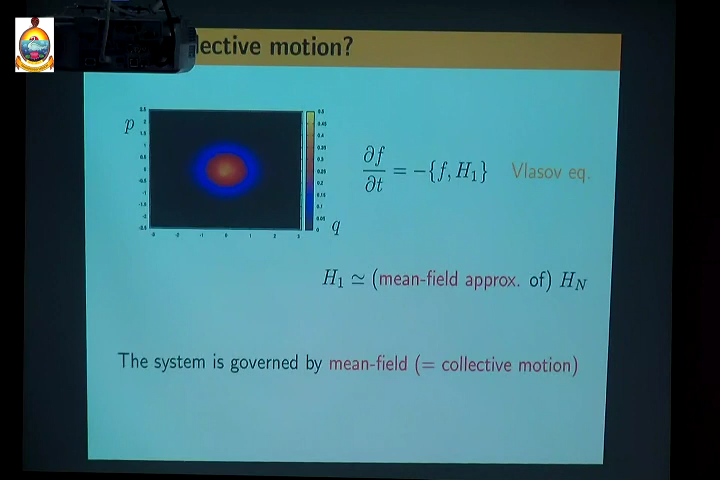 lective motion?
p
q
∂f/∂t = −{f, H₁} Vlasov eq.
H₁ ≃ (mean-field approx. of) H_N
The system is governed by mean-field (= collective motion)